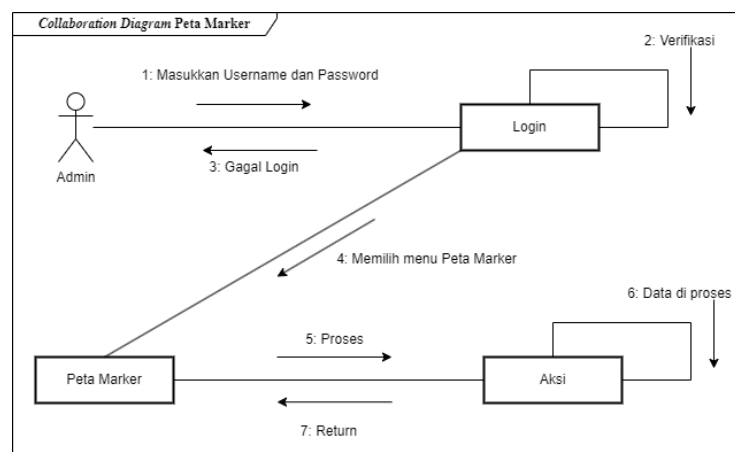 Collaboration Diagram Peta Marker
2: Verifikasi
1: Masukkan Username dan Password
Login
3: Gagal Login
Admin
4: Memilih menu Peta Marker
6: Data di proses
5: Proses
Peta Marker
Aksi
7: Return